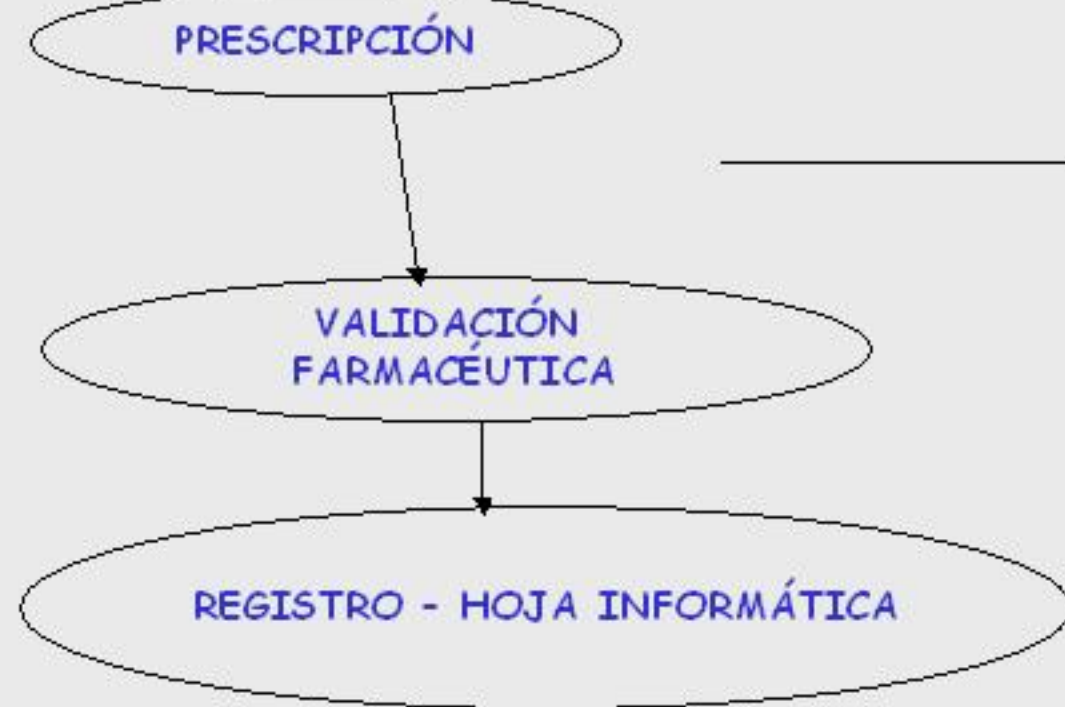 PRESCRIPCIÓN
VALIDACIÓN
FARMACÉUTICA
REGISTRO - HOJA INFORMÁTICA